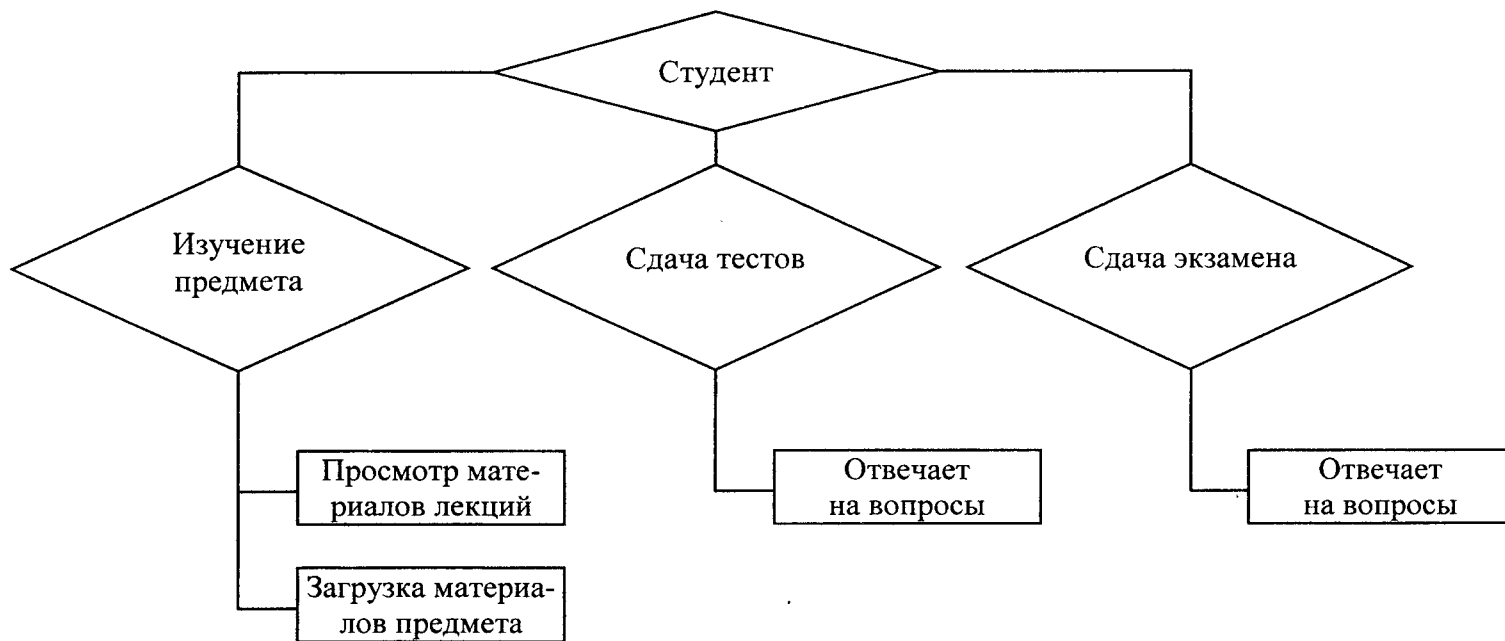 Студент
Изучение
предмета
Сдача тестов
Сдача экзамена
Просмотр мате-
риалов лекций
Отвечает
на вопросы
Отвечает
на вопросы
Загрузка материа-
лов предмета